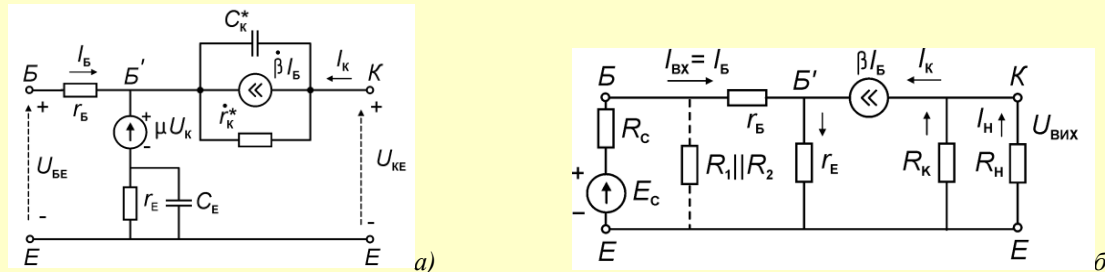 C*К
Б
IБ
Б'
β̇IБ
IК
К
+
rБ
ṙ*К
+
μUК
+
-
UБЕ
UКЕ
rЕ
CЕ
-
-
Е
Е
а)
Б
IВХ = IБ
Б'
βIБ
IК
К
RС
rБ
IН
UВИХ
+
EС
−
R1||R2
rЕ
RК
RН
Е
Е
б